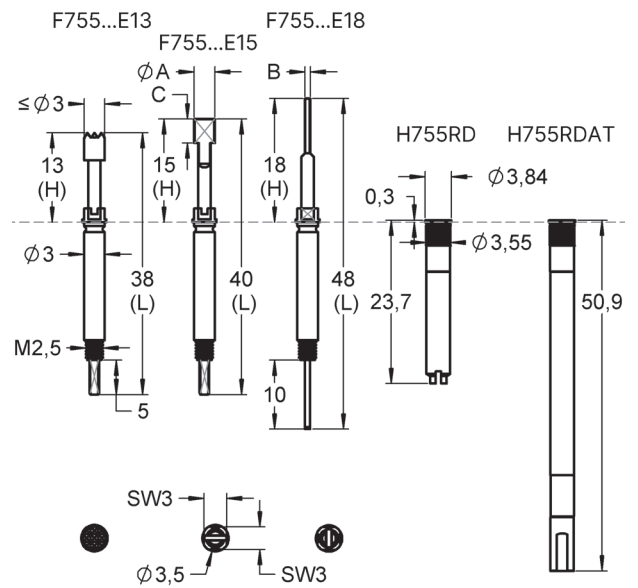 F755...E13
F755...E15
F755...E18
ØA
B
C
≤ Ø3
H755RD
H755RDAT
13
(H)
15
(H)
18
(H)
Ø3,84
0,3
Ø3
38
(L)
40
(L)
48
(L)
Ø3,55
23,7
50,9
M2,5
5
10
SW3
Ø3,5
SW3